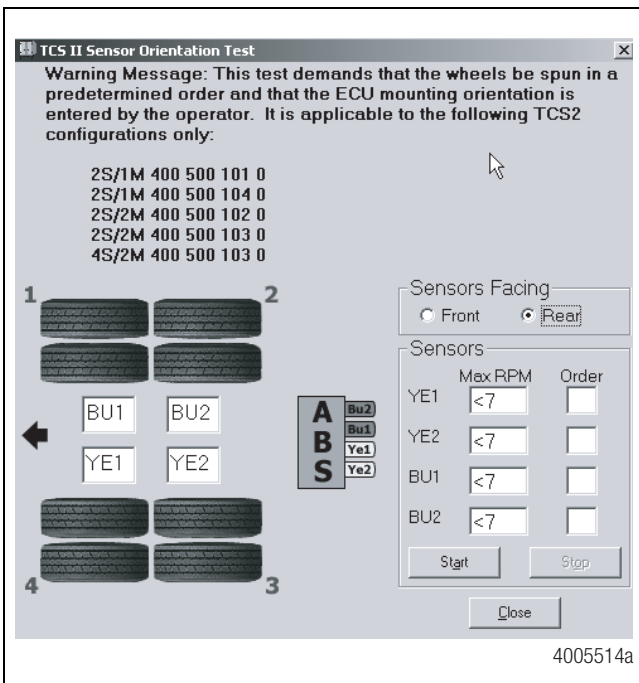 TCS II Sensor Orientation Test
Warning Message: This test demands that the wheels be spun in a
predetermined order and that the ECU mounting orientation is
entered by the operator. It is applicable to the following TCS2
configurations only:
2S/1M 400 500 101 0
2S/1M 400 500 104 0
2S/2M 400 500 102 0
2S/2M 400 500 103 0
4S/2M 400 500 103 0
1
2
BU1 BU2
YE1 YE2
4
3
ABS
Bu2
Bu1
Ye1
Ye2
Sensors Facing
Front Rear
Sensors
Max RPM Order
YE1 <7
YE2 <7
BU1 <7
BU2 <7
Start Stop
Close
4005514a